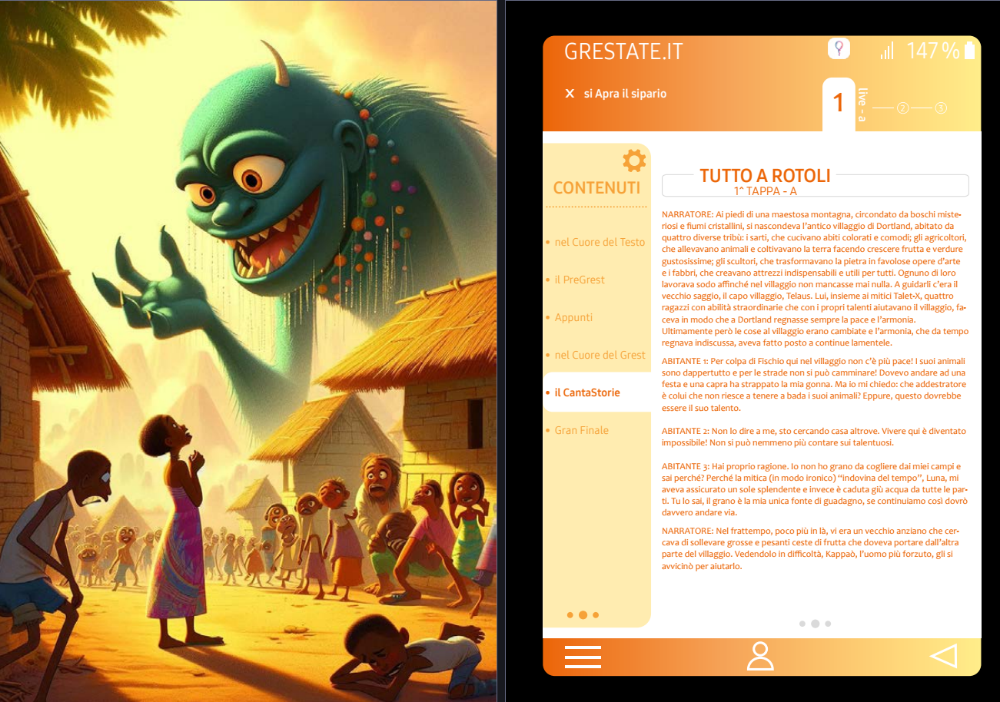 GRESTATE.IT
147%
X si Apra il sipario
1
live - a
2
3
CONTENUTI
• nel Cuore del Testo
• il PreGrest
• Appunti
• nel Cuore del Grest
• il CantaStorie
• Gran Finale
TUTTO A ROTOLI
1^ TAPPA - A
NARRATORE: Ai piedi di una maestosa montagna, circondato da boschi miste-
riosi e fiumi cristallini, si nascondeva l'antico villaggio di Dortland, abitato da
quattro diverse tribù: i sarti, che cucivano abiti colorati e comodi; gli agricoltori,
che allevavano animali e coltivavano la terra facendo crescere frutta e verdure
gustosissime; gli scultori, che trasformavano la pietra in favolose opere d'arte
e i fabbri, che creavano attrezzi indispensabili e utili per tutti. Ognuno di loro
lavorava sodo affinché nel villaggio non mancasse mai nulla. A guidarli c'era il
vecchio saggio, il capo villaggio, Telaus. Lui, insieme ai mitici Talet-X, quattro
ragazzi con abilità straordinarie che con i propri talenti aiutavano il villaggio, fa-
ceva in modo che a Dortland regnasse sempre la pace e l'armonia.
Ultimamente però le cose al villaggio erano cambiate e l'armonia, che da tempo
regnava indiscussa, aveva fatto posto a continue lamentele.
ABITANTE 1: Per colpa di Fischio qui nel villaggio non c'è più pace! I suoi animali
sono dappertutto e per le strade non si può camminare! Dovevo andare ad una
festa e una capra ha strappato la mia gonna. Ma io mi chiedo: che addestratore
è colui che non riesce a tenere a bada i suoi animali? Eppure, questo dovrebbe
essere il suo talento.
ABITANTE 2: Non lo dire a me, sto cercando casa altrove. Vivere qui è diventato
impossibile! Non si può nemmeno più contare sui talentuosi.
ABITANTE 3: Hai proprio ragione. Io non ho grano da cogliere dai miei campi e
sai perché? Perché la mitica (in modo ironico) "indovina del tempo", Luna, mi
aveva assicurato un sole splendente e invece è caduta giù acqua da tutte le par-
ti. Tu lo sai, il grano è la mia unica fonte di guadagno, se continuiamo così dovrò
davvero andare via.
NARRATORE: Nel frattempo, poco più in là, vi era un vecchio anziano che cer-
cava di sollevare grosse e pesanti ceste di frutta che doveva portare dall'altra
parte del villaggio. Vedendolo in difficoltà, Kappaò, l'uomo più forzuto, gli si
avvicinò per aiutarlo.